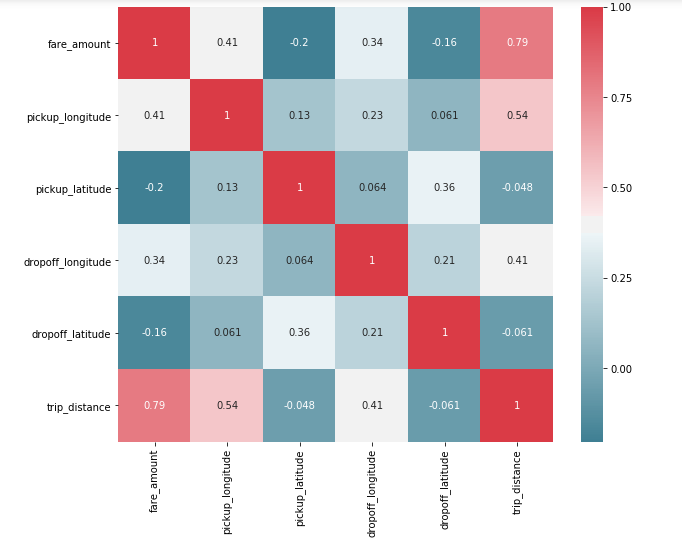 1.00
fare_amount 1 0.41 -0.2 0.34 -0.16 0.79
0.75
pickup_longitude 0.41 1 0.13 0.23 0.061 0.54
pickup_latitude -0.2 0.13 1 0.064 0.36 -0.048
0.50
dropoff_longitude 0.34 0.23 0.064 1 0.21 0.41
0.25
dropoff_latitude -0.16 0.061 0.36 0.21 1 -0.061
0.00
trip_distance 0.79 0.54 -0.048 0.41 -0.061 1
fare_amount
pickup_longitude
pickup_latitude
dropoff_longitude
dropoff_latitude
trip_distance